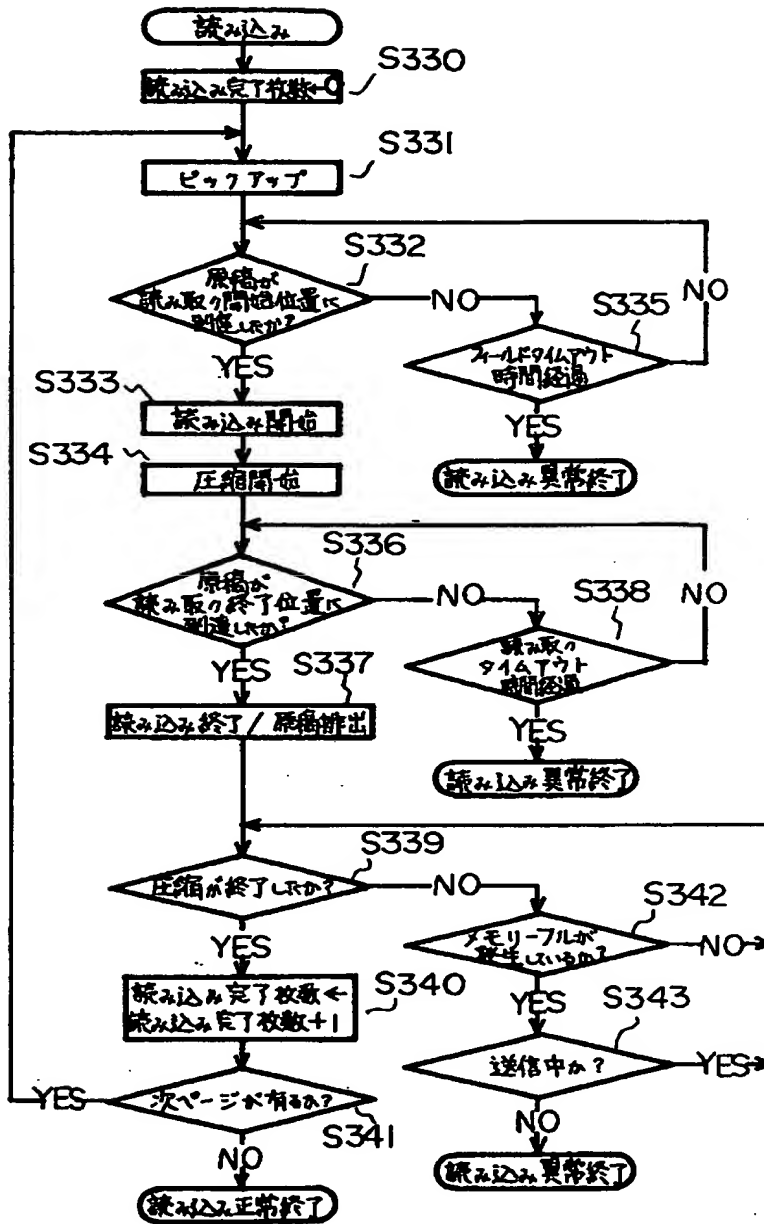 読み込み
S330
読み込み完了枚数←0
S331
ピックアップ
S332
原稿が
読み取り開始位置に
到達したか?
NO
S335
NO
フィールドタイムアウト
時間経過
YES
YES
S333
読み込み開始
読み込み異常終了
S334
圧縮開始
S336
原稿が
読み取り終了位置に
到達したか?
NO
S338
NO
読み取り
タイムアウト
時間経過
YES
S337
YES
読み込み終了/原稿排出
読み込み異常終了
S339
圧縮が終了したか?
NO
S342
メモリーフルが
発生しているか?
NO
YES
YES
S340
読み込み完了枚数←
読み込み完了枚数+1
S343
送信中か?
YES
YES
次ページが有るか?
S341
NO
NO
読み込み異常終了
読み込み正常終了